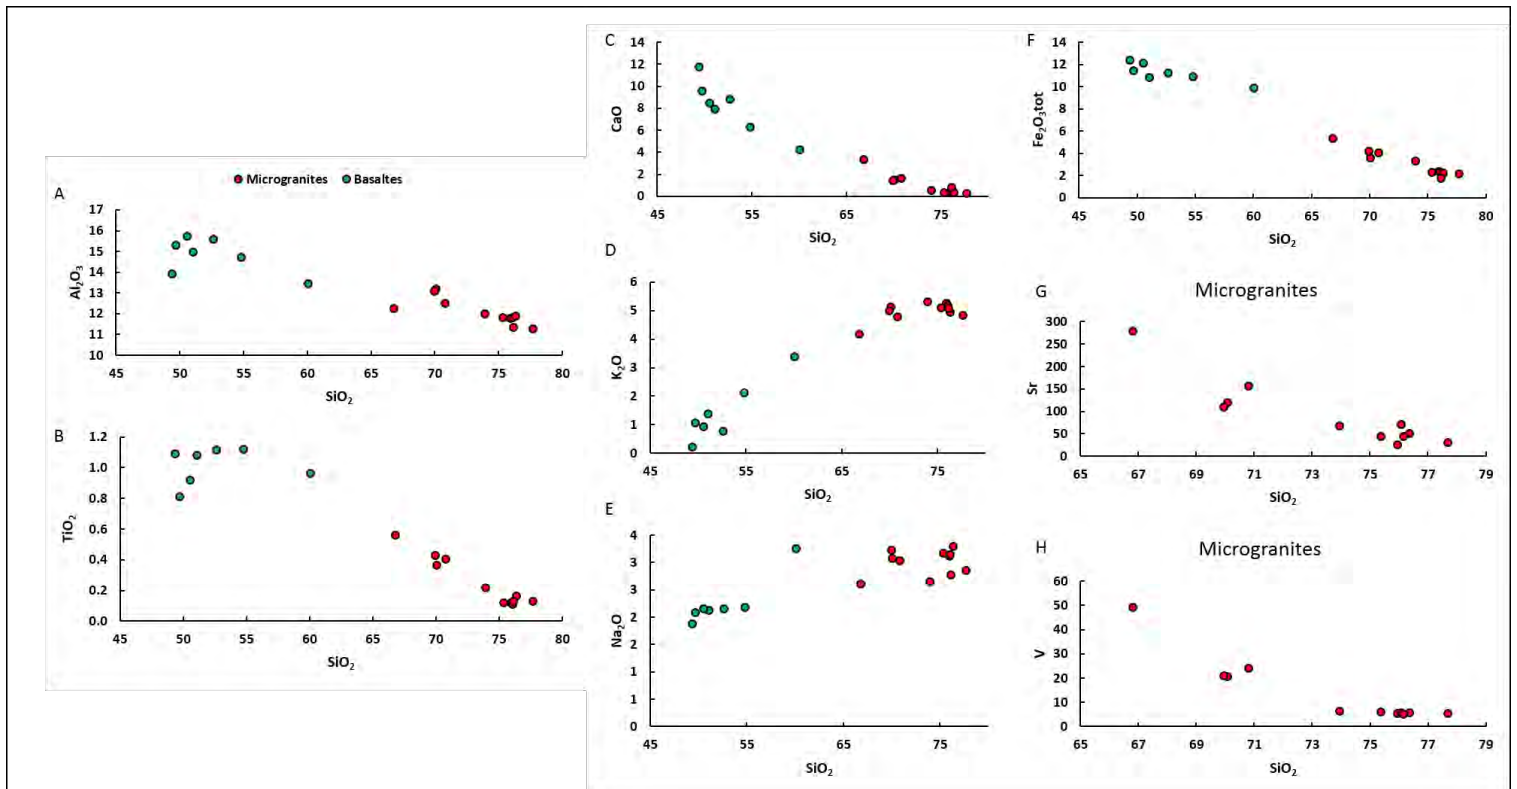 A
Microgranites Basaltes
17
16
15
14
13
12
11
10
Al₂O₃
45 50 55 60 65 70 75 80
SiO₂
B
1.2
1.0
0.8
0.6
0.4
0.2
0.0
TiO₂
45 50 55 60 65 70 75 80
SiO₂
C
14
12
10
8
6
4
2
0
CaO
45 55 65 75
SiO₂
D
6
5
4
3
2
1
0
K₂O
45 55 65 75
SiO₂
E
4
3
3
2
2
1
1
0
Na₂O
45 55 65 75
SiO₂
F
14
12
10
8
6
4
2
0
Fe₂O₃tot
45 50 55 60 65 70 75 80
SiO₂
G
Microgranites
300
250
200
150
100
50
0
Sr
65 67 69 71 73 75 77 79
SiO₂
H
Microgranites
60
50
40
30
20
10
0
V
65 67 69 71 73 75 77 79
SiO₂